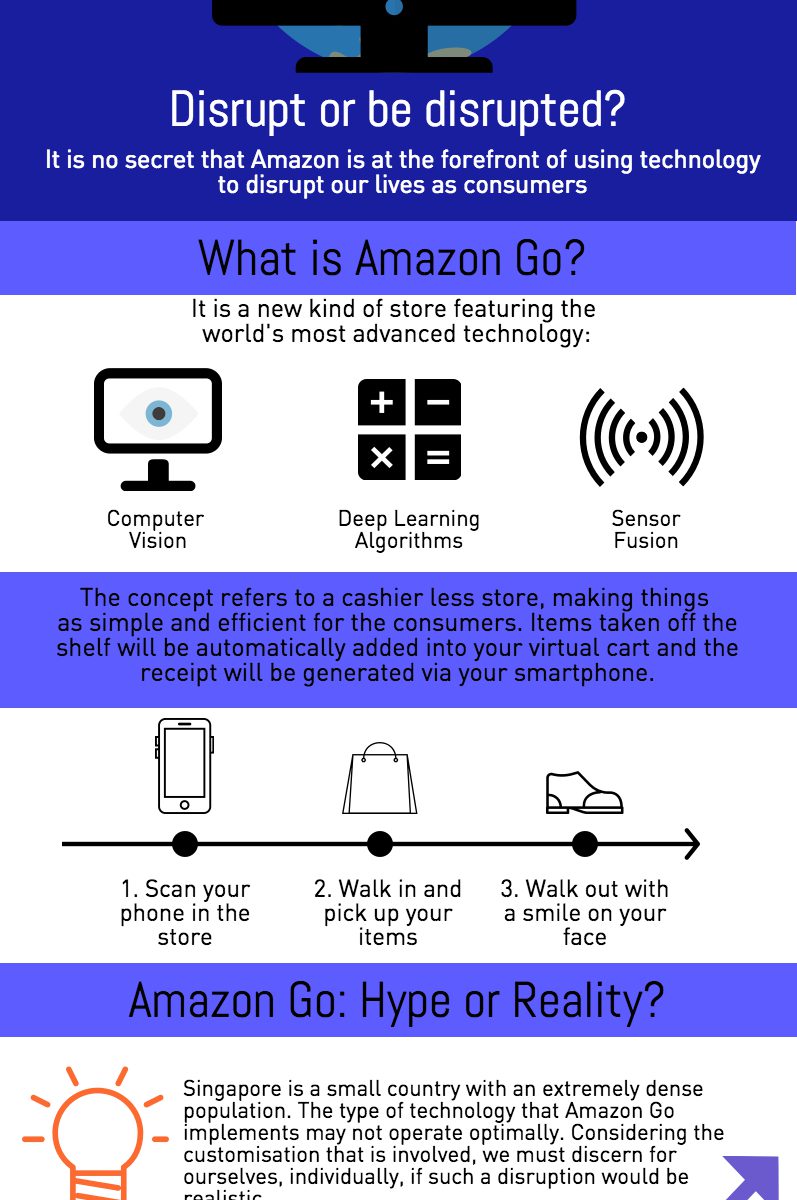 Disrupt or be disrupted?
It is no secret that Amazon is at the forefront of using technology
to disrupt our lives as consumers
What is Amazon Go?
It is a new kind of store featuring the
world's most advanced technology:
Computer
Vision
Deep Learning
Algorithms
Sensor
Fusion
The concept refers to a cashier less store, making things
as simple and efficient for the consumers. Items taken off the
shelf will be automatically added into your virtual cart and the
receipt will be generated via your smartphone.
1. Scan your
phone in the
store
2. Walk in and
pick up your
items
3. Walk out with
a smile on your
face
Amazon Go: Hype or Reality?
Singapore is a small country with an extremely dense
population. The type of technology that Amazon Go
implements may not operate optimally. Considering the
customisation that is involved, we must discern for
ourselves, individually, if such a disruption would be
realistic